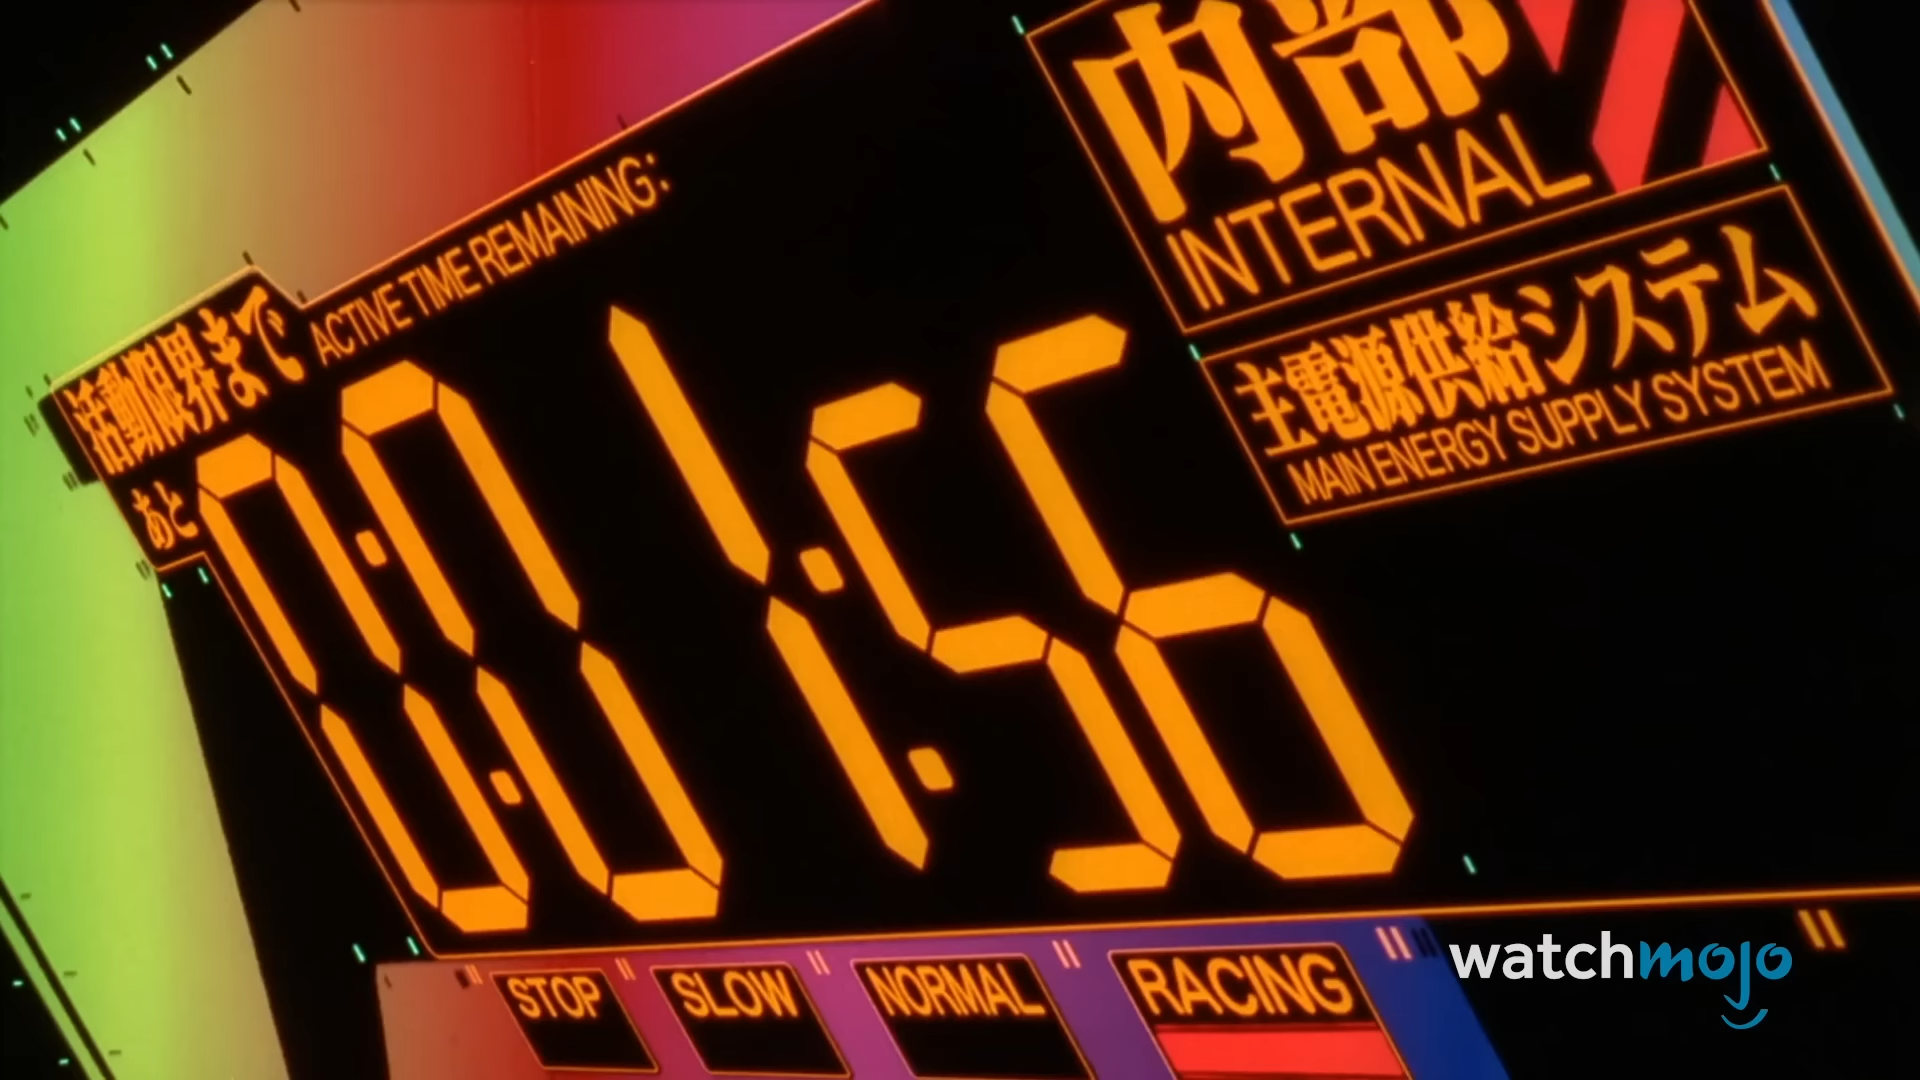 内部
INTERNAL
主電源供給システム
MAIN ENERGY SUPPLY SYSTEM
活動限界まで
ACTIVE TIME REMAINING:
あと
0:01:56
STOP
SLOW
NORMAL
RACING
watchmojo